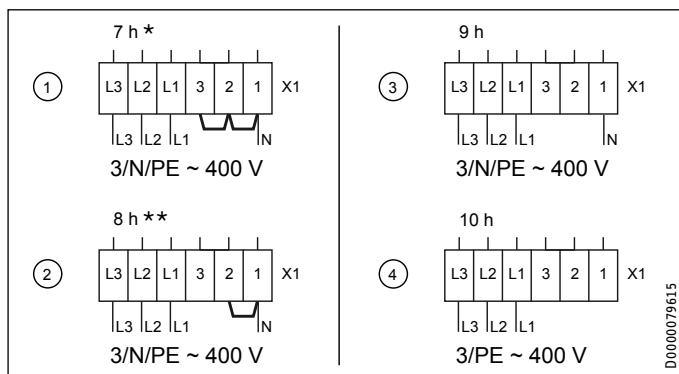 7 h *
1
L3 L2 L1 3 2 1 X1
L3 L2 L1 N
3/N/PE ~ 400 V
8 h **
2
L3 L2 L1 3 2 1 X1
L3 L2 L1 N
3/N/PE ~ 400 V
9 h
3
L3 L2 L1 3 2 1 X1
L3 L2 L1 N
3/N/PE ~ 400 V
10 h
4
L3 L2 L1 3 2 1 X1
L3 L2 L1
3/PE ~ 400 V
D0000079615